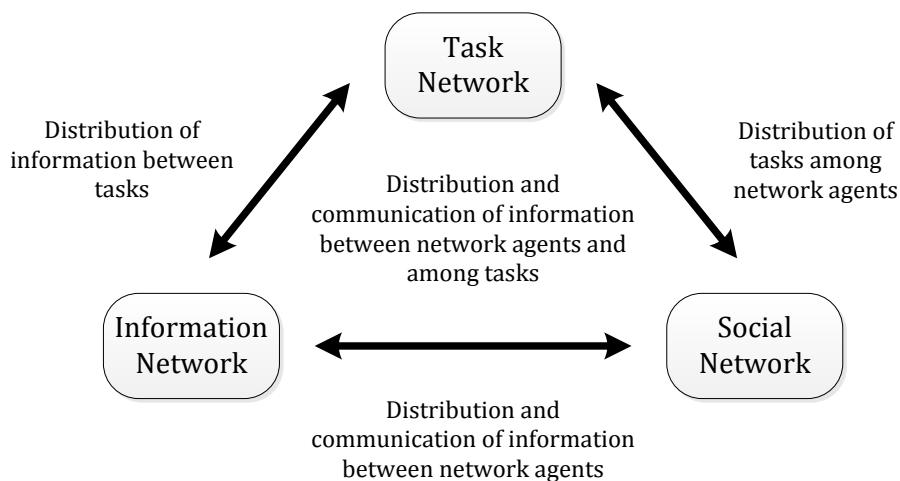 Task
Network
Distribution of
information between
tasks
Distribution of
tasks among
network agents
Distribution and
communication of information
between network agents and
among tasks
Information
Network
Social
Network
Distribution and
communication of information
between network agents